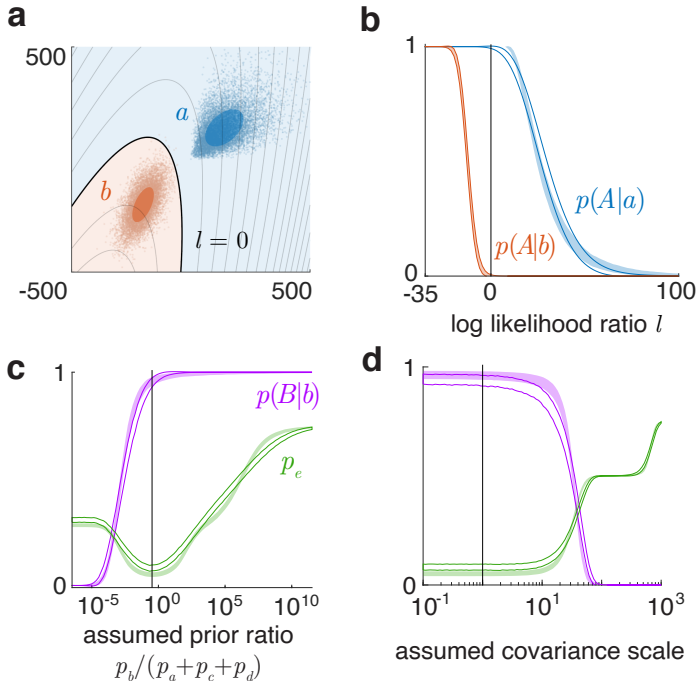 a
500
a
b
l = 0
-500
500
b
1
p(A|a)
p(A|b)
0
-35
0
100
log likelihood ratio l
c
1
p(B|b)
p_e
0
10^-5
10^0
10^5
10^10
assumed prior ratio
p_b/(p_a+p_c+p_d)
d
1
0
10^-1
10^1
10^3
assumed covariance scale